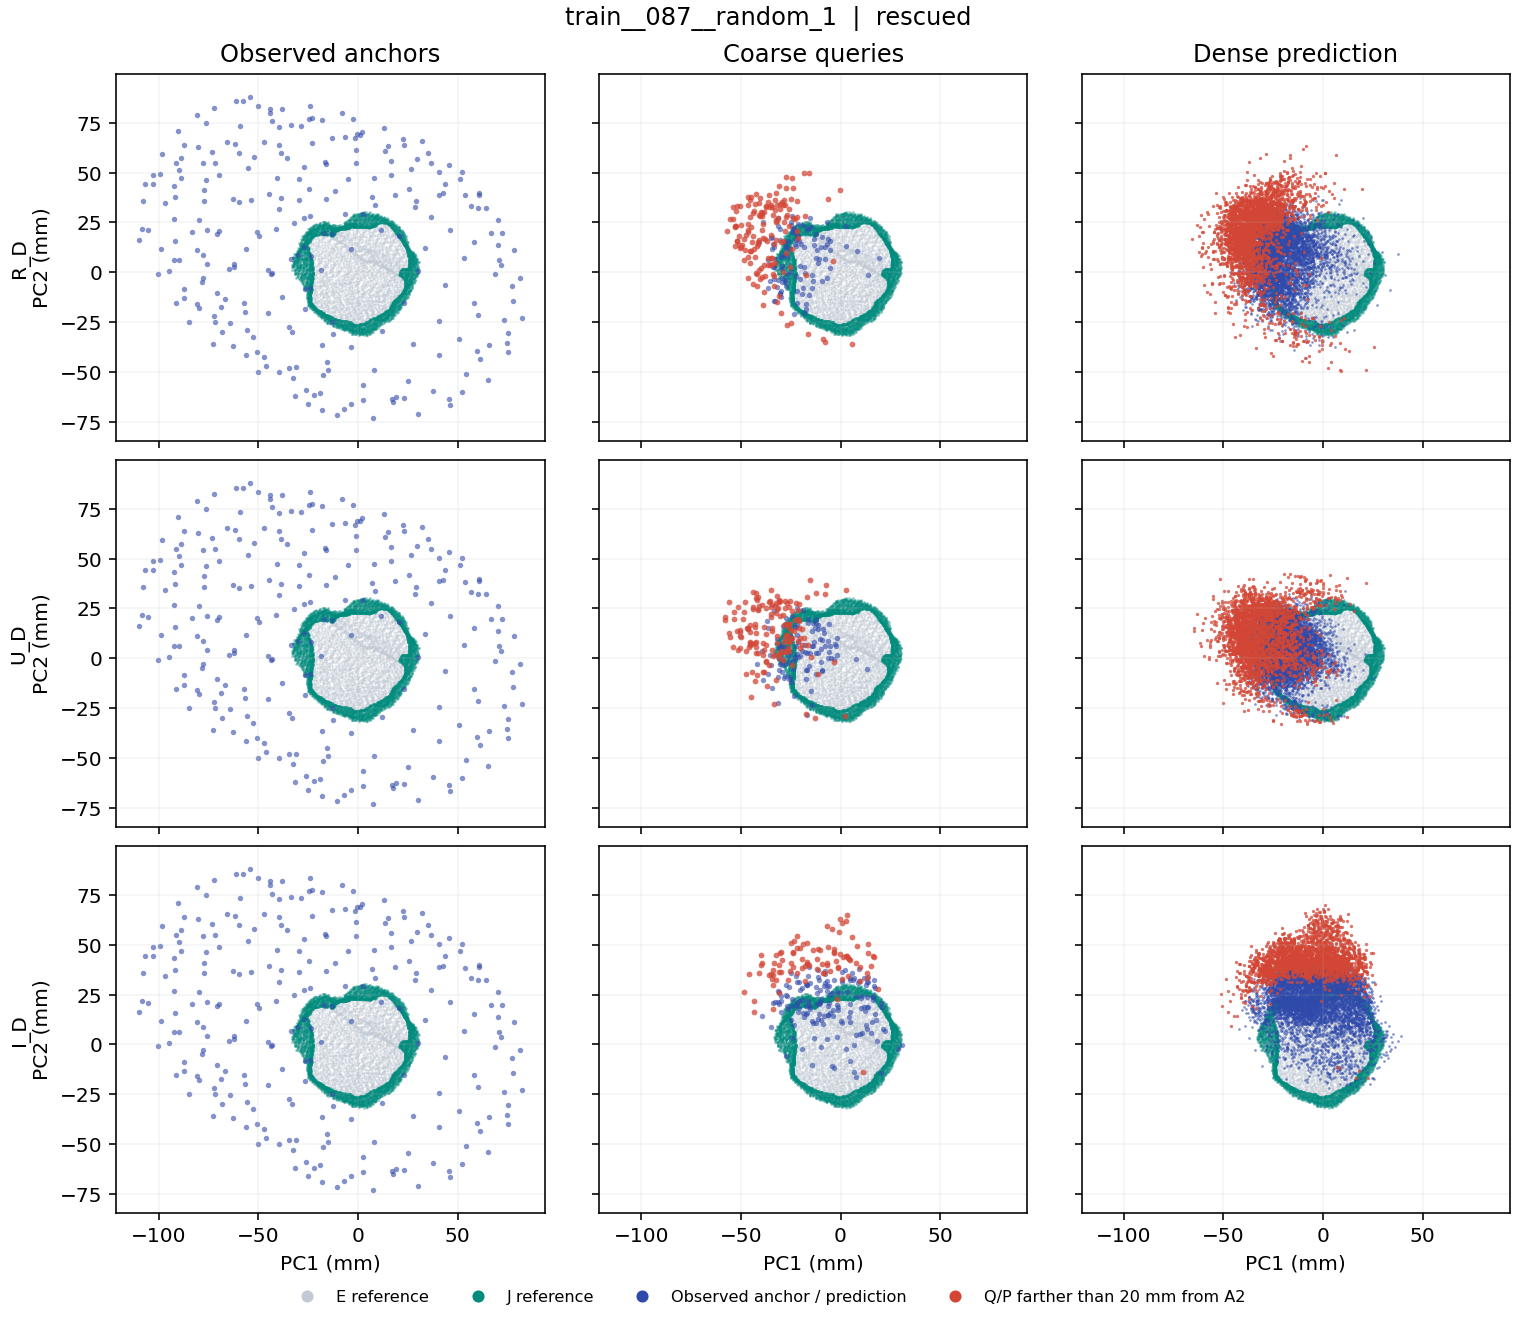 train__087__random_1 | rescued
Observed anchors
Coarse queries
Dense prediction
R_D
PC2 (mm)
75
50
25
0
−25
−50
−75
U_D
PC2 (mm)
75
50
25
0
−25
−50
−75
I_D
PC2 (mm)
75
50
25
0
−25
−50
−75
−100 −50 0 50
−100 −50 0 50
−100 −50 0 50
PC1 (mm)
PC1 (mm)
PC1 (mm)
E reference
J reference
Observed anchor / prediction
Q/P farther than 20 mm from A2